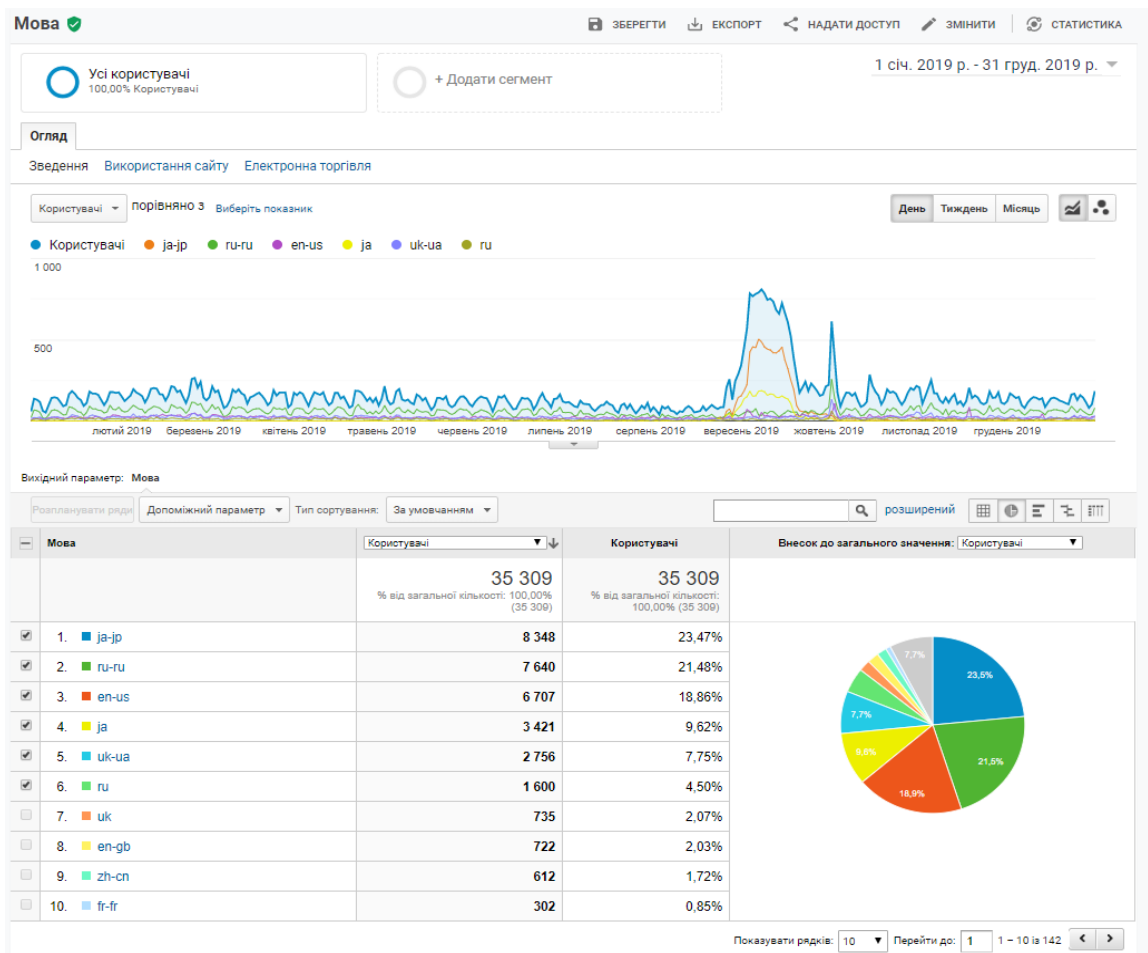 Мова
ЗБЕРЕГТИ ЕКСПОРТ НАДАТИ ДОСТУП ЗМІНИТИ СТАТИСТИКА
Усі користувачі
100,00% Користувачі
+ Додати сегмент
1 січ. 2019 р. - 31 груд. 2019 р.
Огляд
Зведення Використання сайту Електронна торгівля
Користувачі порівняно з Виберіть показник
День Тиждень Місяць
Користувачі ja-jp ru-ru en-us ja uk-ua ru
1 000
500
лютий 2019 березень 2019 квітень 2019 травень 2019 червень 2019 липень 2019 серпень 2019 вересень 2019 жовтень 2019 листопад 2019 грудень 2019
Вихідний параметр: Мова
Розпланувати ряди Допоміжний параметр Тип сортування: За умовчанням розширений
Мова Користувачі Користувачі Внесок до загального значення: Користувачі
35 309 35 309
% від загальної кількості: 100,00% (35 309) % від загальної кількості: 100,00% (35 309)
1. ja-jp 8 348 23,47%
2. ru-ru 7 640 21,48%
3. en-us 6 707 18,86%
4. ja 3 421 9,62%
5. uk-ua 2 756 7,75%
6. ru 1 600 4,50%
7. uk 735 2,07%
8. en-gb 722 2,03%
9. zh-cn 612 1,72%
10. fr-fr 302 0,85%
7,7%
23,5%
7,7%
9,6%
21,5%
18,9%
Показувати рядків: 10 Перейти до: 1 1 – 10 із 142